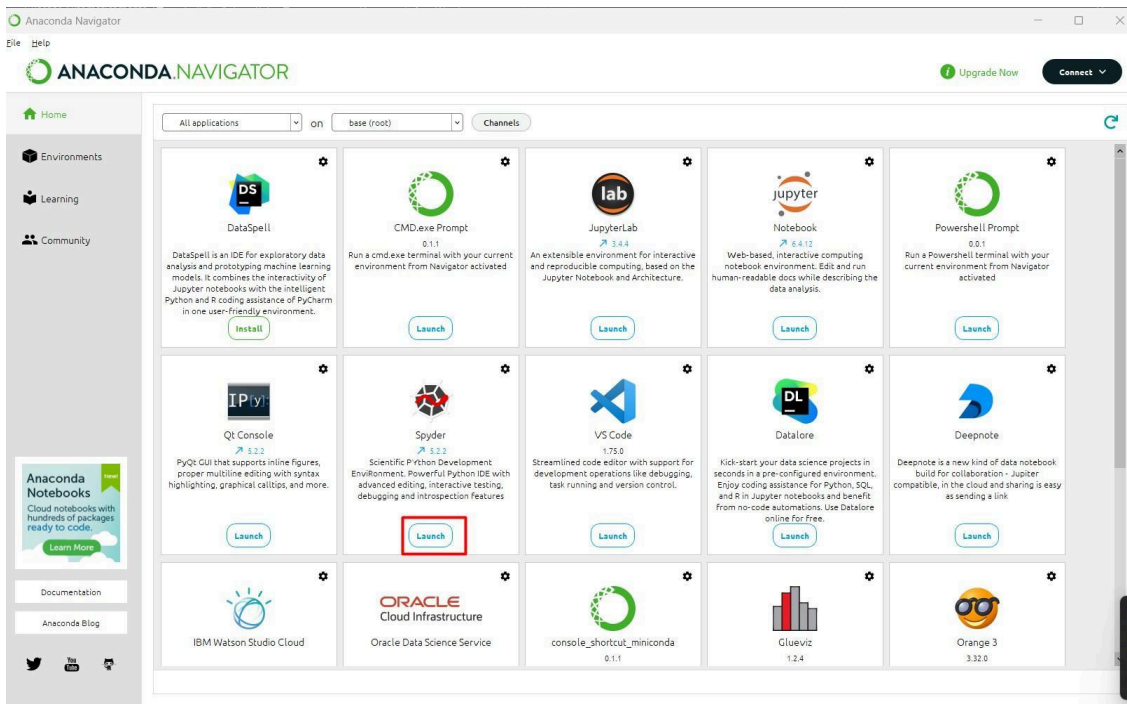 Anaconda Navigator
File Help
ANACONDA.NAVIGATOR
Upgrade Now
Connect
Home
Environments
Learning
Community
All applications
on
base (root)
Channels
DS
DataSpell
DataSpell is an IDE for exploratory data
analysis and prototyping machine learning
models. It combines the interactivity of
Jupyter notebooks with the intelligent
Python and R coding assistance of PyCharm
in one user-friendly environment.
Install
CMD.exe Prompt
0.1.1
Run a cmd.exe terminal with your current
environment from Navigator activated
Launch
lab
JupyterLab
3.4.4
An extensible environment for interactive
and reproducible computing, based on the
Jupyter Notebook and Architecture.
Launch
jupyter
Notebook
6.4.12
Web-based, interactive computing
notebook environment. Edit and run
human-readable docs while describing the
data analysis.
Launch
Powershell Prompt
0.0.1
Run a Powershell terminal with your
current environment from Navigator
activated
Launch
IP[y]:
Qt Console
5.2.2
PyQt GUI that supports inline figures,
proper multiline editing with syntax
highlighting, graphical calltips, and more.
Launch
Spyder
5.2.2
Scientific PYthon Development
EnviRonment. Powerful Python IDE with
advanced editing, interactive testing,
debugging and introspection features
Launch
VS Code
1.75.0
Streamlined code editor with support for
development operations like debugging,
task running and version control.
Launch
DL
Datalore
Kick-start your data science projects in
seconds in a pre-configured environment.
Enjoy coding assistance for Python, SQL,
and R in Jupyter notebooks and benefit
from no-code automations. Use Datalore
online for free.
Launch
Deepnote
Deepnote is a new kind of data notebook
build for collaboration - Jupiter
compatible, in the cloud and sharing is easy
as sending a link
Launch
IBM Watson Studio Cloud
ORACLE
Cloud Infrastructure
Oracle Data Science Service
console_shortcut_miniconda
0.1.1
Glueviz
1.2.4
Orange 3
3.32.0
New!
Anaconda
Notebooks
Cloud notebooks with
hundreds of packages
ready to code.
Learn More
Documentation
Anaconda Blog
You
Tube